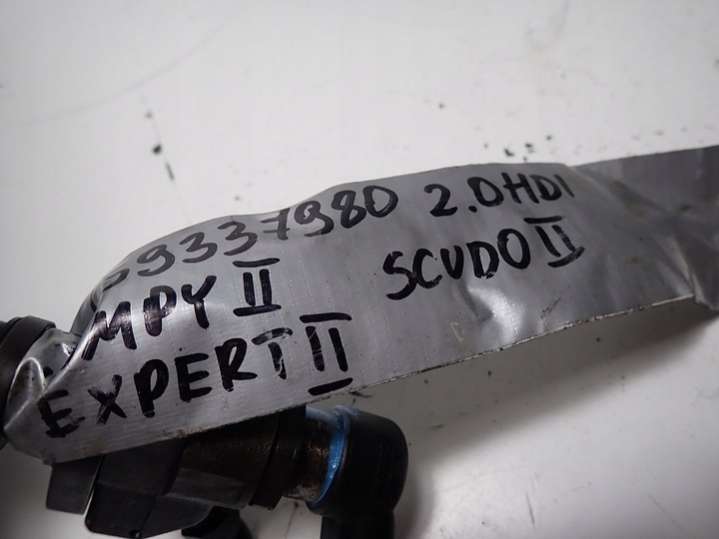 9337980 2.0HDI
MPY II SCUDO II
EXPERT II